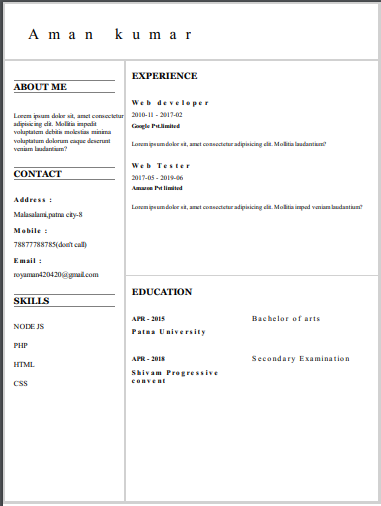 Aman kumar
ABOUT ME
Lorem ipsum dolor sit, amet consectetur
adipisicing elit. Mollitia impedit
voluptatem debitis molestias minima
voluptatum dolorum eaque deserunt
veniam laudantium?
CONTACT
Address :
Malasalami,patna city-8
Mobile :
78877788785(don't call)
Email :
royaman420420@gmail.com
SKILLS
NODE JS
PHP
HTML
CSS
EXPERIENCE
Web developer
2010-11 - 2017-02
Google Pvt.limited
Lorem ipsum dolor sit, amet consectetur adipisicing elit. Mollitia laudantium?
Web Tester
2017-05 - 2019-06
Amazon Pvt limited
Lorem ipsum dolor sit, amet consectetur adipisicing elit. Mollitia imped veniam laudantium?
EDUCATION
APR - 2015 Bachelor of arts
Patna University
APR - 2018 Secondary Examination
Shivam Progressive
convent